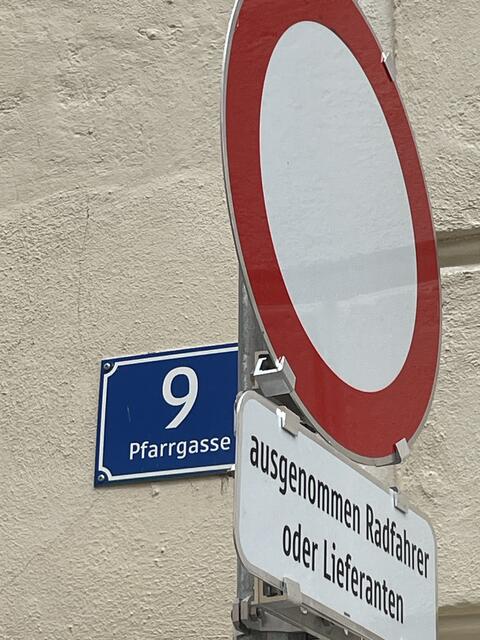 9
Pfarrgasse
ausgenommen Radfahrer
oder Lieferanten